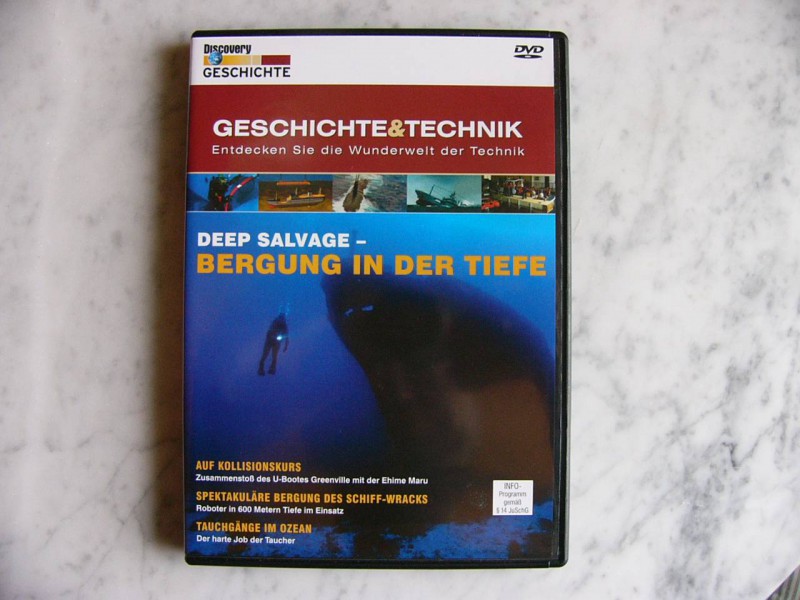 Discovery
GESCHICHTE
DVD
GESCHICHTE&TECHNIK
Entdecken Sie die Wunderwelt der Technik
DEEP SALVAGE –
BERGUNG IN DER TIEFE
AUF KOLLISIONSKURS
Zusammenstoß des U-Bootes Greenville mit der Ehime Maru
SPEKTAKULÄRE BERGUNG DES SCHIFF-WRACKS
Roboter in 600 Metern Tiefe im Einsatz
TAUCHGÄNGE IM OZEAN
Der harte Job der Taucher
INFO-
Programm
gemäß
§ 14 JuSchG